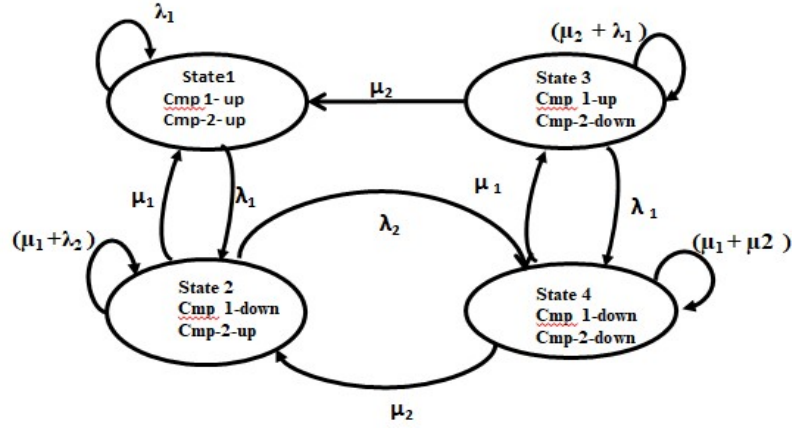 λ₁
(μ₂ + λ₁)
State1
Cmp 1- up
Cmp-2- up
μ₂
State 3
Cmp 1-up
Cmp-2-down
μ₁
λ₁
μ ₁
λ ₁
(μ₁+λ₂)
λ₂
(μ₁+ μ2 )
State 2
Cmp 1-down
Cmp-2-up
State 4
Cmp 1-down
Cmp-2-down
μ₂